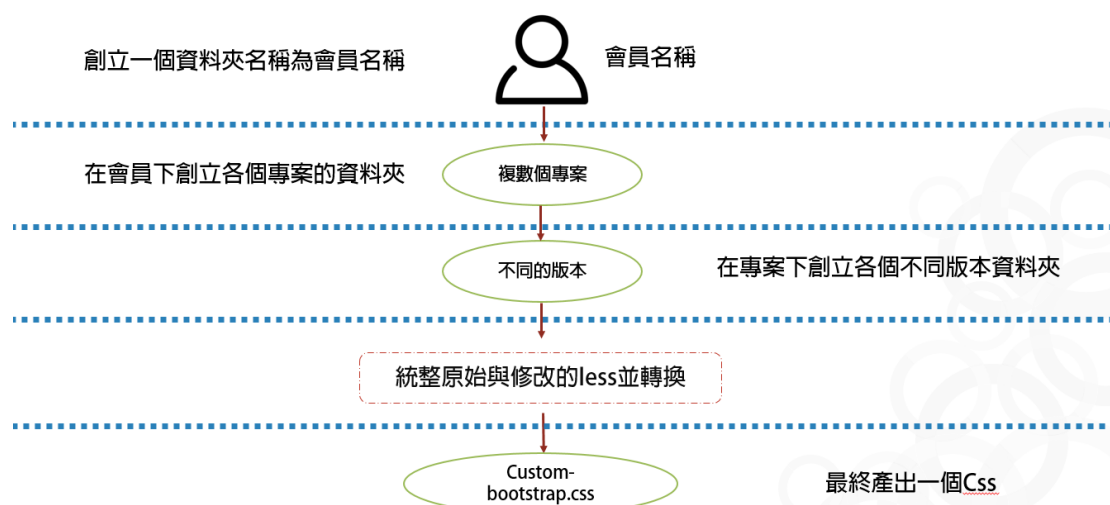 創立一個資料夾名稱為會員名稱
會員名稱
在會員下創立各個專案的資料夾
複數個專案
不同的版本
在專案下創立各個不同版本資料夾
統整原始與修改的less並轉換
Custom-
bootstrap.css
最終產出一個Css